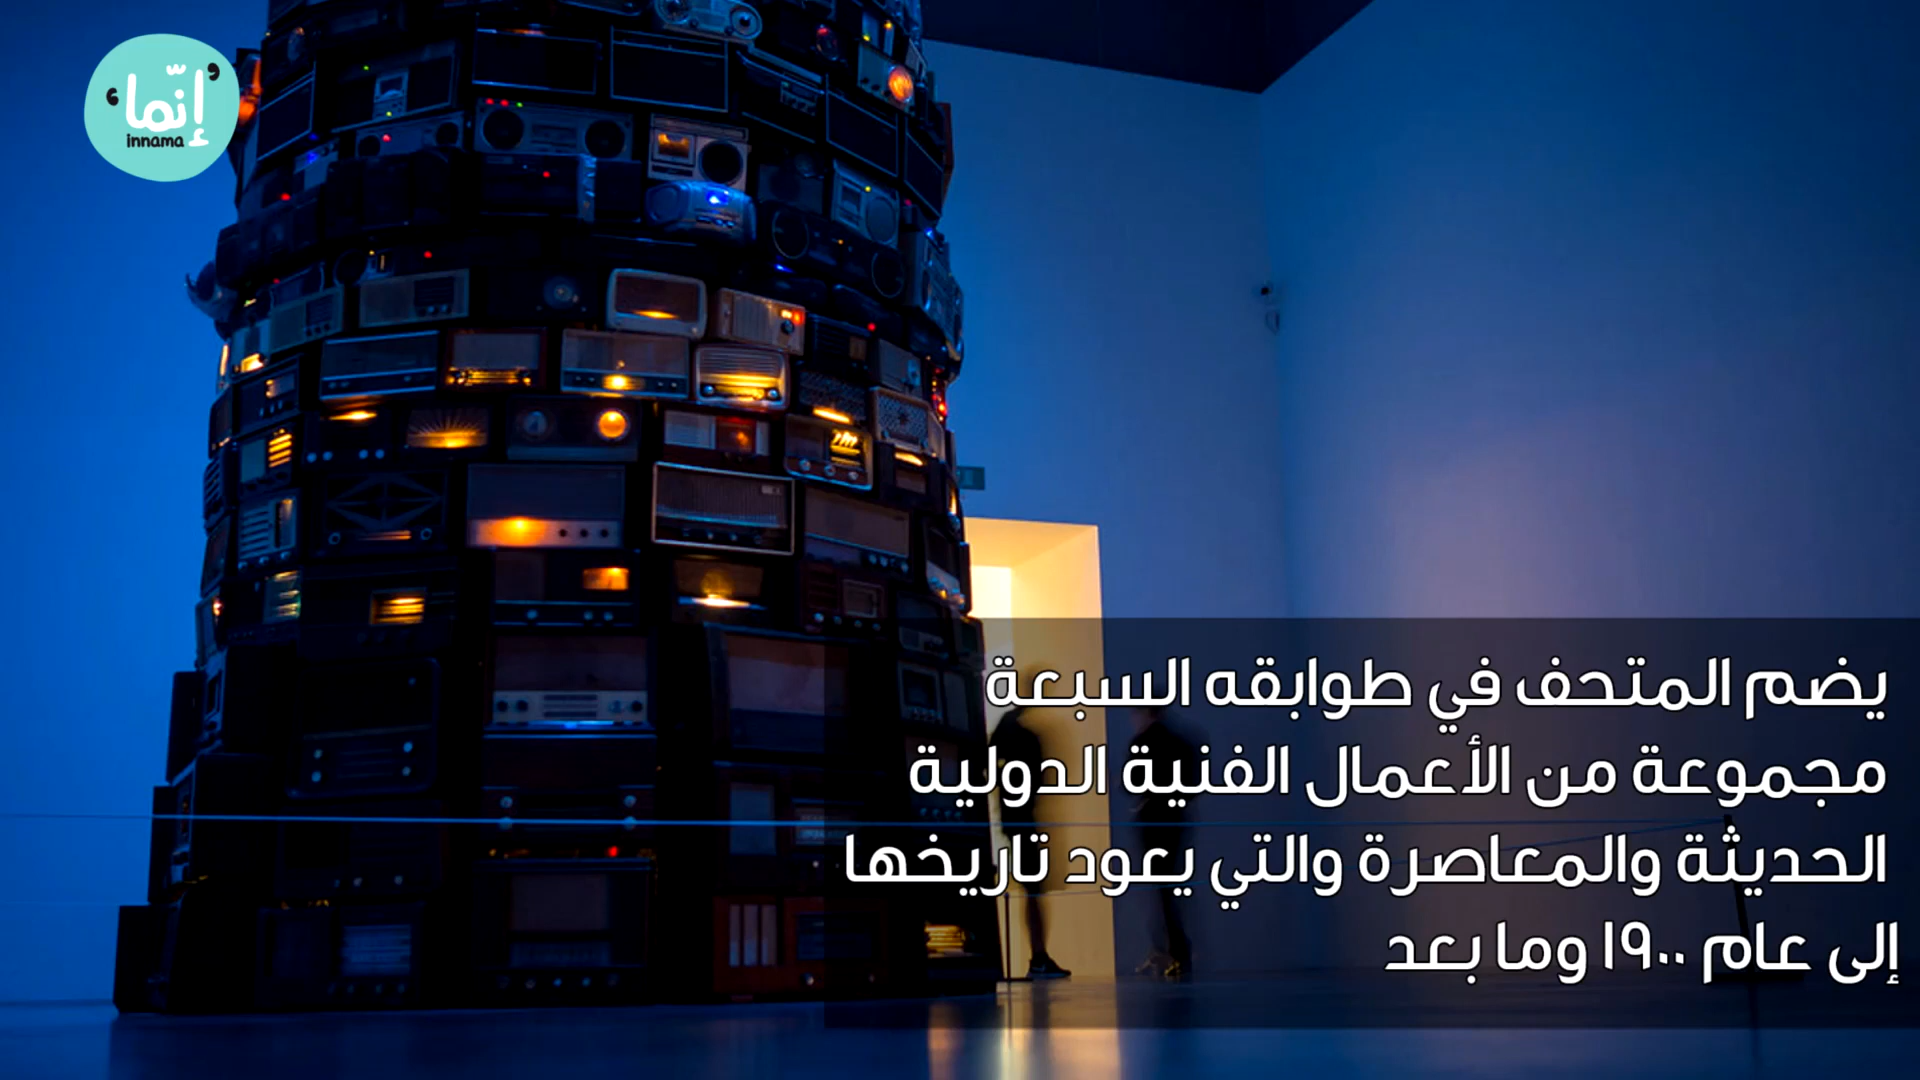 إنّما
innama
يضم المتحف في طوابقه السبعة
مجموعة من الأعمال الفنية الدولية
الحديثة والمعاصرة والتي يعود تاريخها
إلى عام ١٩٠٠ وما بعد